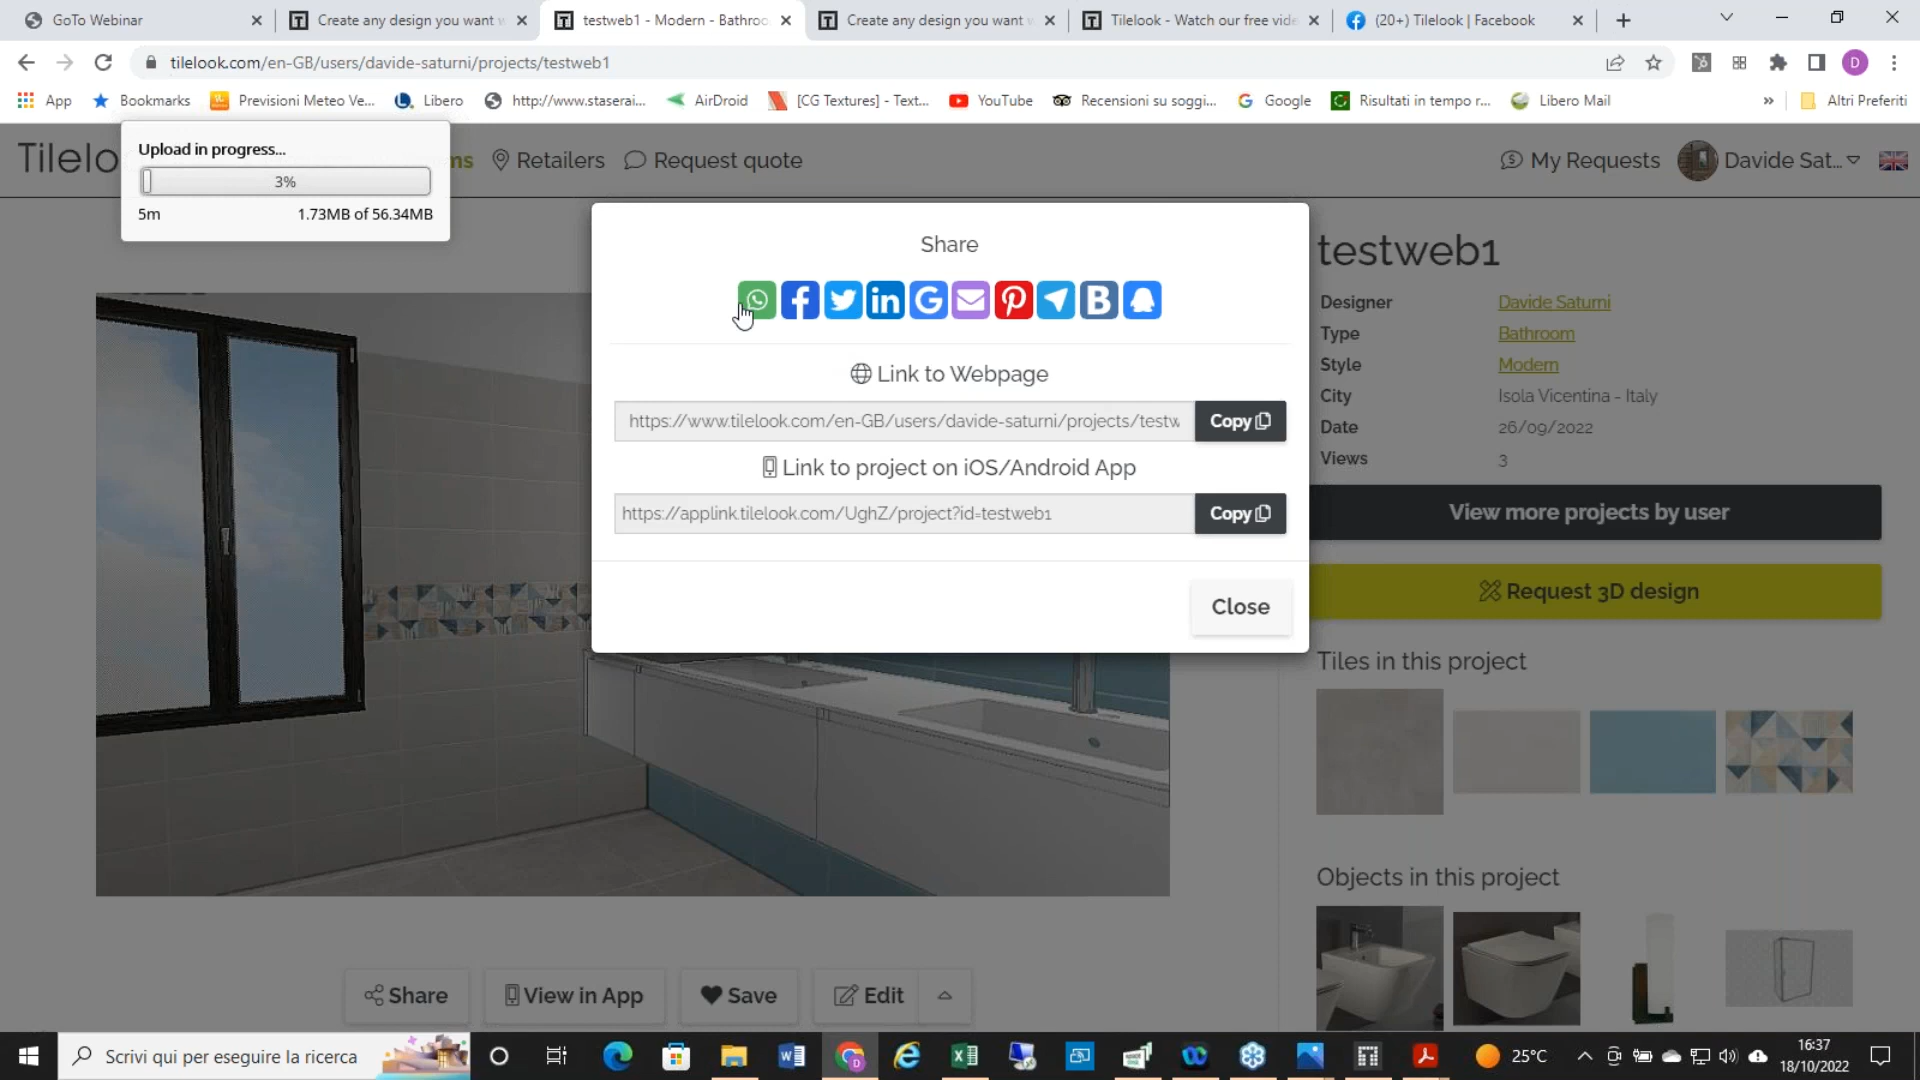 GoTo Webinar
Create any design you want w
testweb1 - Modern - Bathroo
Create any design you want w
Tilelook - Watch our free vide
(20+) Tilelook | Facebook
tilelook.com/en-GB/users/davide-saturni/projects/testweb1
D
App
Bookmarks
Previsioni Meteo Ve...
Libero
http://www.staserai...
AirDroid
[CG Textures] - Text...
YouTube
Recensioni su soggi...
Google
Risultati in tempo r...
Libero Mail
»
Altri Preferiti
Upload in progress...
3%
5m 1.73MB of 56.34MB
Tilelo
ms
Retailers
Request quote
My Requests
Davide Sat...
Share
Link to Webpage
https://www.tilelook.com/en-GB/users/davide-saturni/projects/testw
Copy
Link to project on iOS/Android App
https://applink.tilelook.com/UghZ/project?id=testweb1
Copy
Close
testweb1
Designer Davide Saturni
Type Bathroom
Style Modern
City Isola Vicentina - Italy
Date 26/09/2022
Views 3
View more projects by user
Request 3D design
Tiles in this project
Objects in this project
Share
View in App
Save
Edit
Scrivi qui per eseguire la ricerca
25°C
16:37
18/10/2022